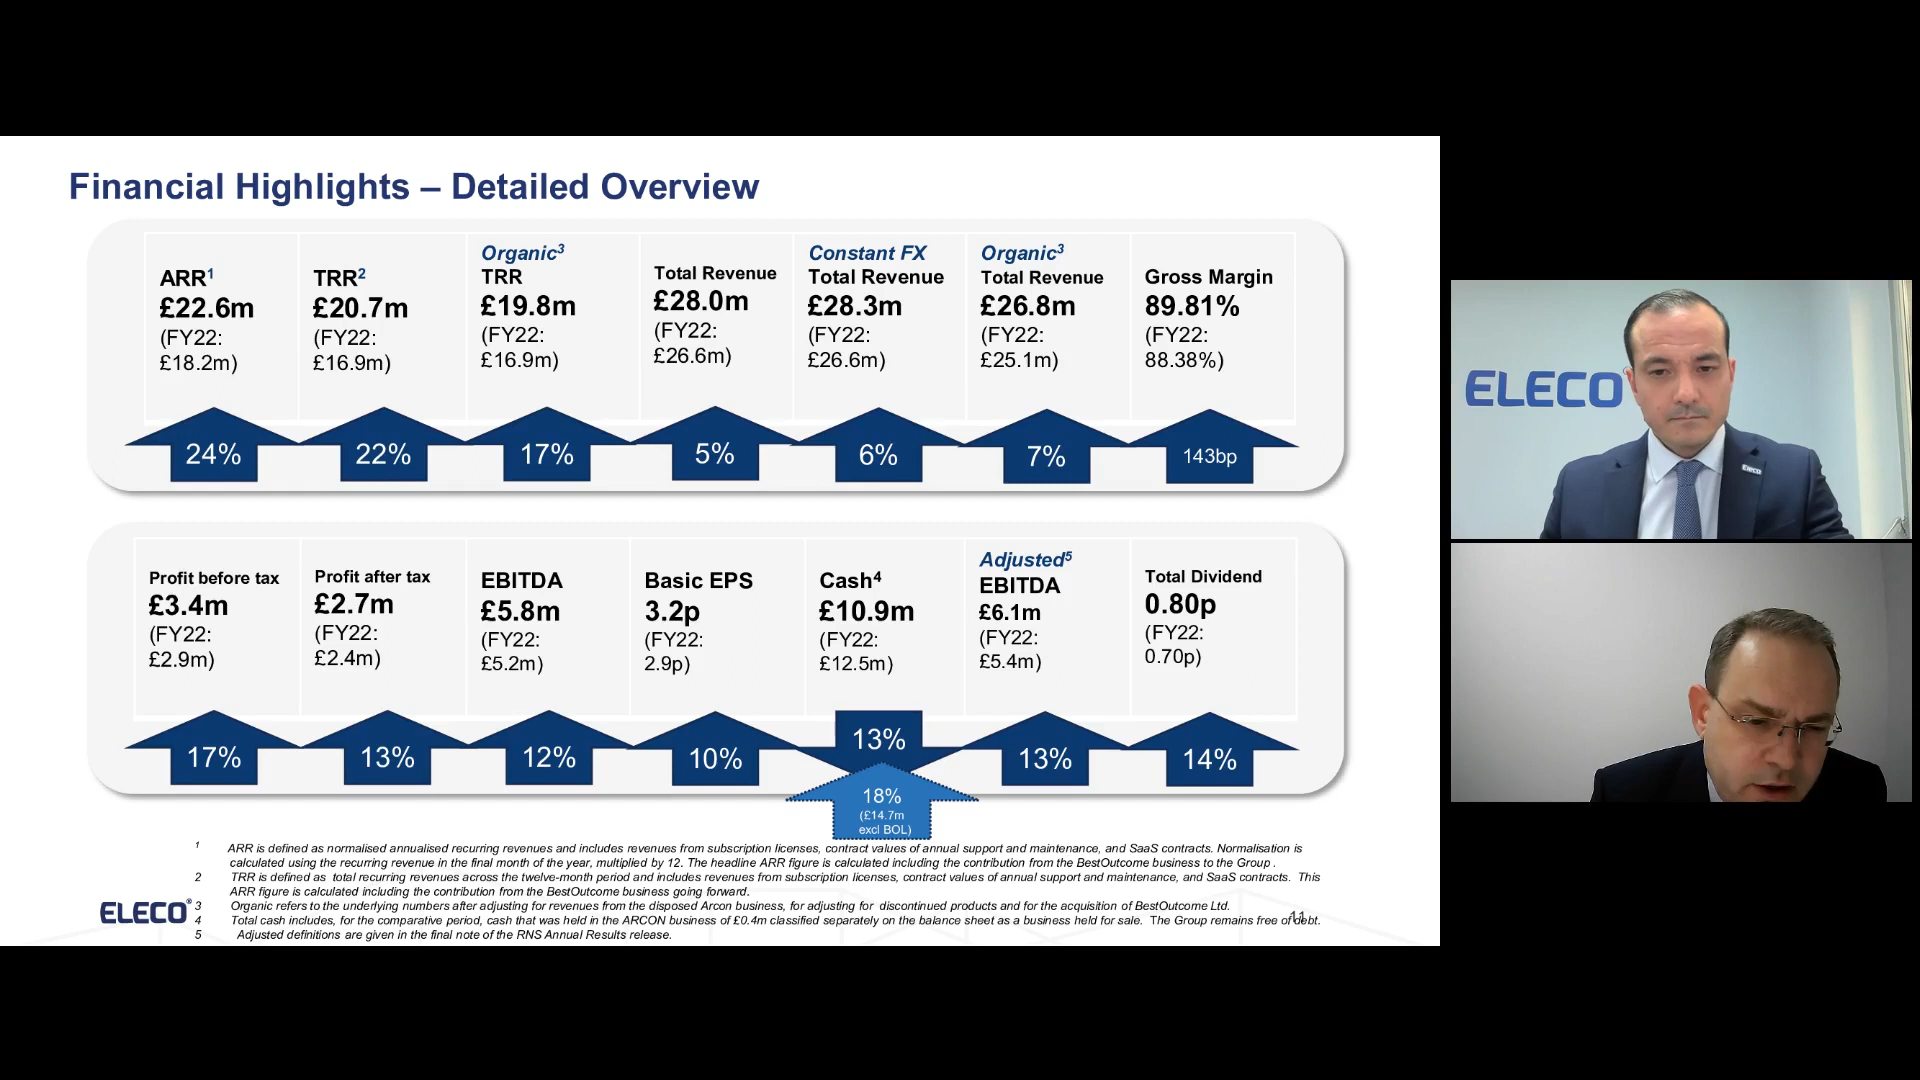 Financial Highlights – Detailed Overview
ARR1
£22.6m
(FY22:
£18.2m)
24%
TRR2
£20.7m
(FY22:
£16.9m)
22%
Organic3
TRR
£19.8m
(FY22:
£16.9m)
17%
Total Revenue
£28.0m
(FY22:
£26.6m)
5%
Constant FX
Total Revenue
£28.3m
(FY22:
£26.6m)
6%
Organic3
Total Revenue
£26.8m
(FY22:
£25.1m)
7%
Gross Margin
89.81%
(FY22:
88.38%)
143bp
Profit before tax
£3.4m
(FY22:
£2.9m)
17%
Profit after tax
£2.7m
(FY22:
£2.4m)
13%
EBITDA
£5.8m
(FY22:
£5.2m)
12%
Basic EPS
3.2p
(FY22:
2.9p)
10%
Cash4
£10.9m
(FY22:
£12.5m)
13%
18%
(£14.7m
excl BOL)
Adjusted5
EBITDA
£6.1m
(FY22:
£5.4m)
13%
Total Dividend
0.80p
(FY22:
0.70p)
14%
1 ARR is defined as normalised annualised recurring revenues and includes revenues from subscription licenses, contract values of annual support and maintenance, and SaaS contracts. Normalisation is
calculated using the recurring revenue in the final month of the year, multiplied by 12. The headline ARR figure is calculated including the contribution from the BestOutcome business to the Group .
2 TRR is defined as total recurring revenues across the twelve-month period and includes revenues from subscription licenses, contract values of annual support and maintenance, and SaaS contracts. This
ARR figure is calculated including the contribution from the BestOutcome business going forward.
3 Organic refers to the underlying numbers after adjusting for revenues from the disposed Arcon business, for adjusting for discontinued products and for the acquisition of BestOutcome Ltd.
4 Total cash includes, for the comparative period, cash that was held in the ARCON business of £0.4m classified separately on the balance sheet as a business held for sale. The Group remains free of debt.
5 Adjusted definitions are given in the final note of the RNS Annual Results release.
ELECO®
11
ELECO
Eleco